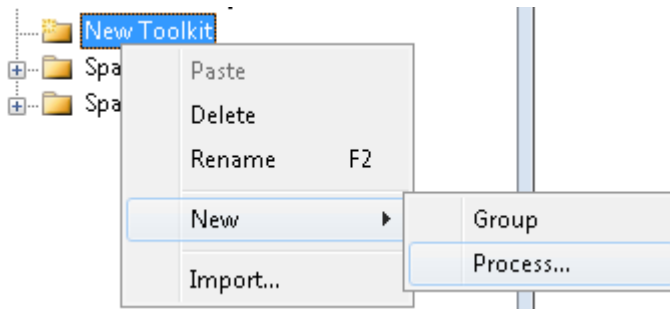 New Toolkit
Spa
Spa
Paste
Delete
Rename F2
New
Group
Process...
Import...